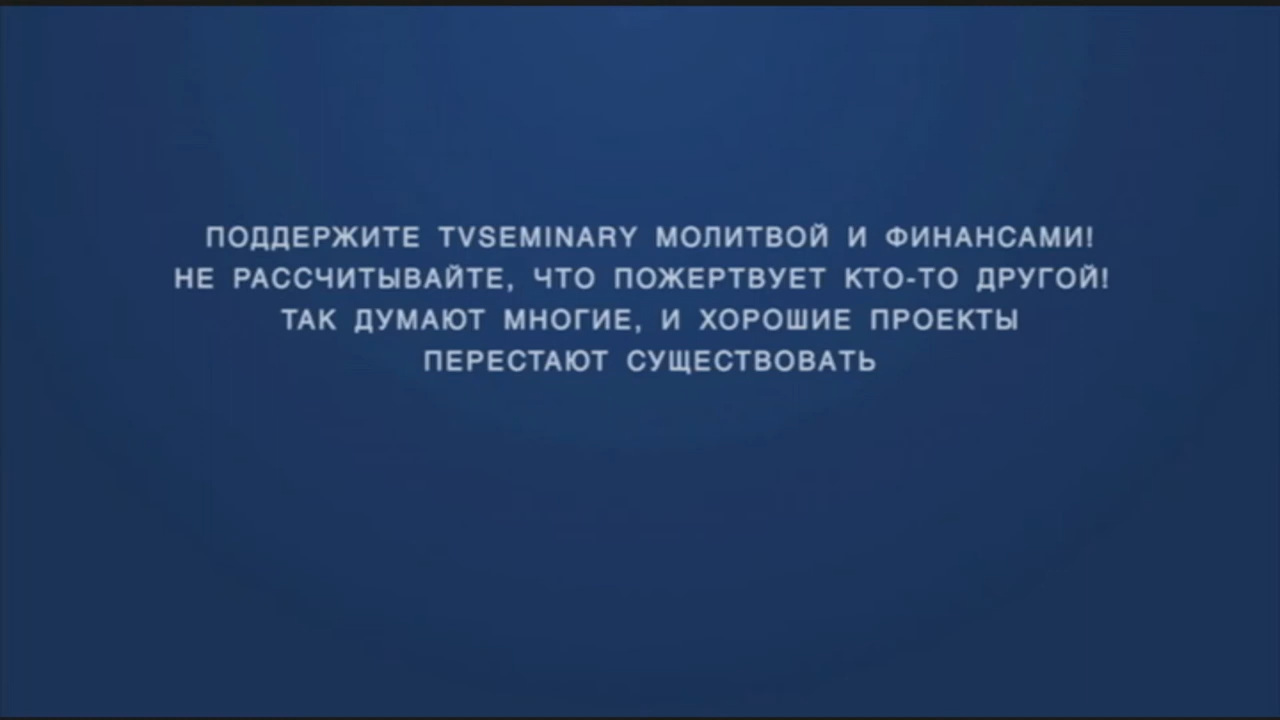 ПОДДЕРЖИТЕ TVSEMINARY МОЛИТВОЙ И ФИНАНСАМИ!
НЕ РАССЧИТЫВАЙТЕ, ЧТО ПОЖЕРТВУЕТ КТО-ТО ДРУГОЙ!
ТАК ДУМАЮТ МНОГИЕ, И ХОРОШИЕ ПРОЕКТЫ
ПЕРЕСТАЮТ СУЩЕСТВОВАТЬ